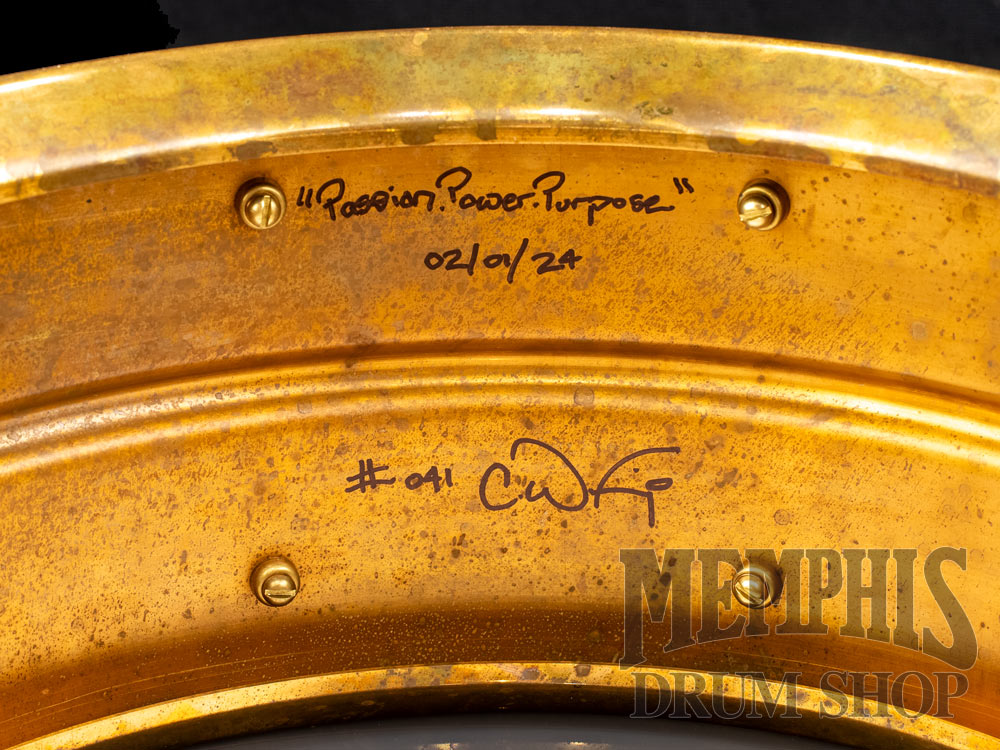 "Passion.Power.Purpose"
02/01/24
#041
MEMPHIS
DRUM SHOP